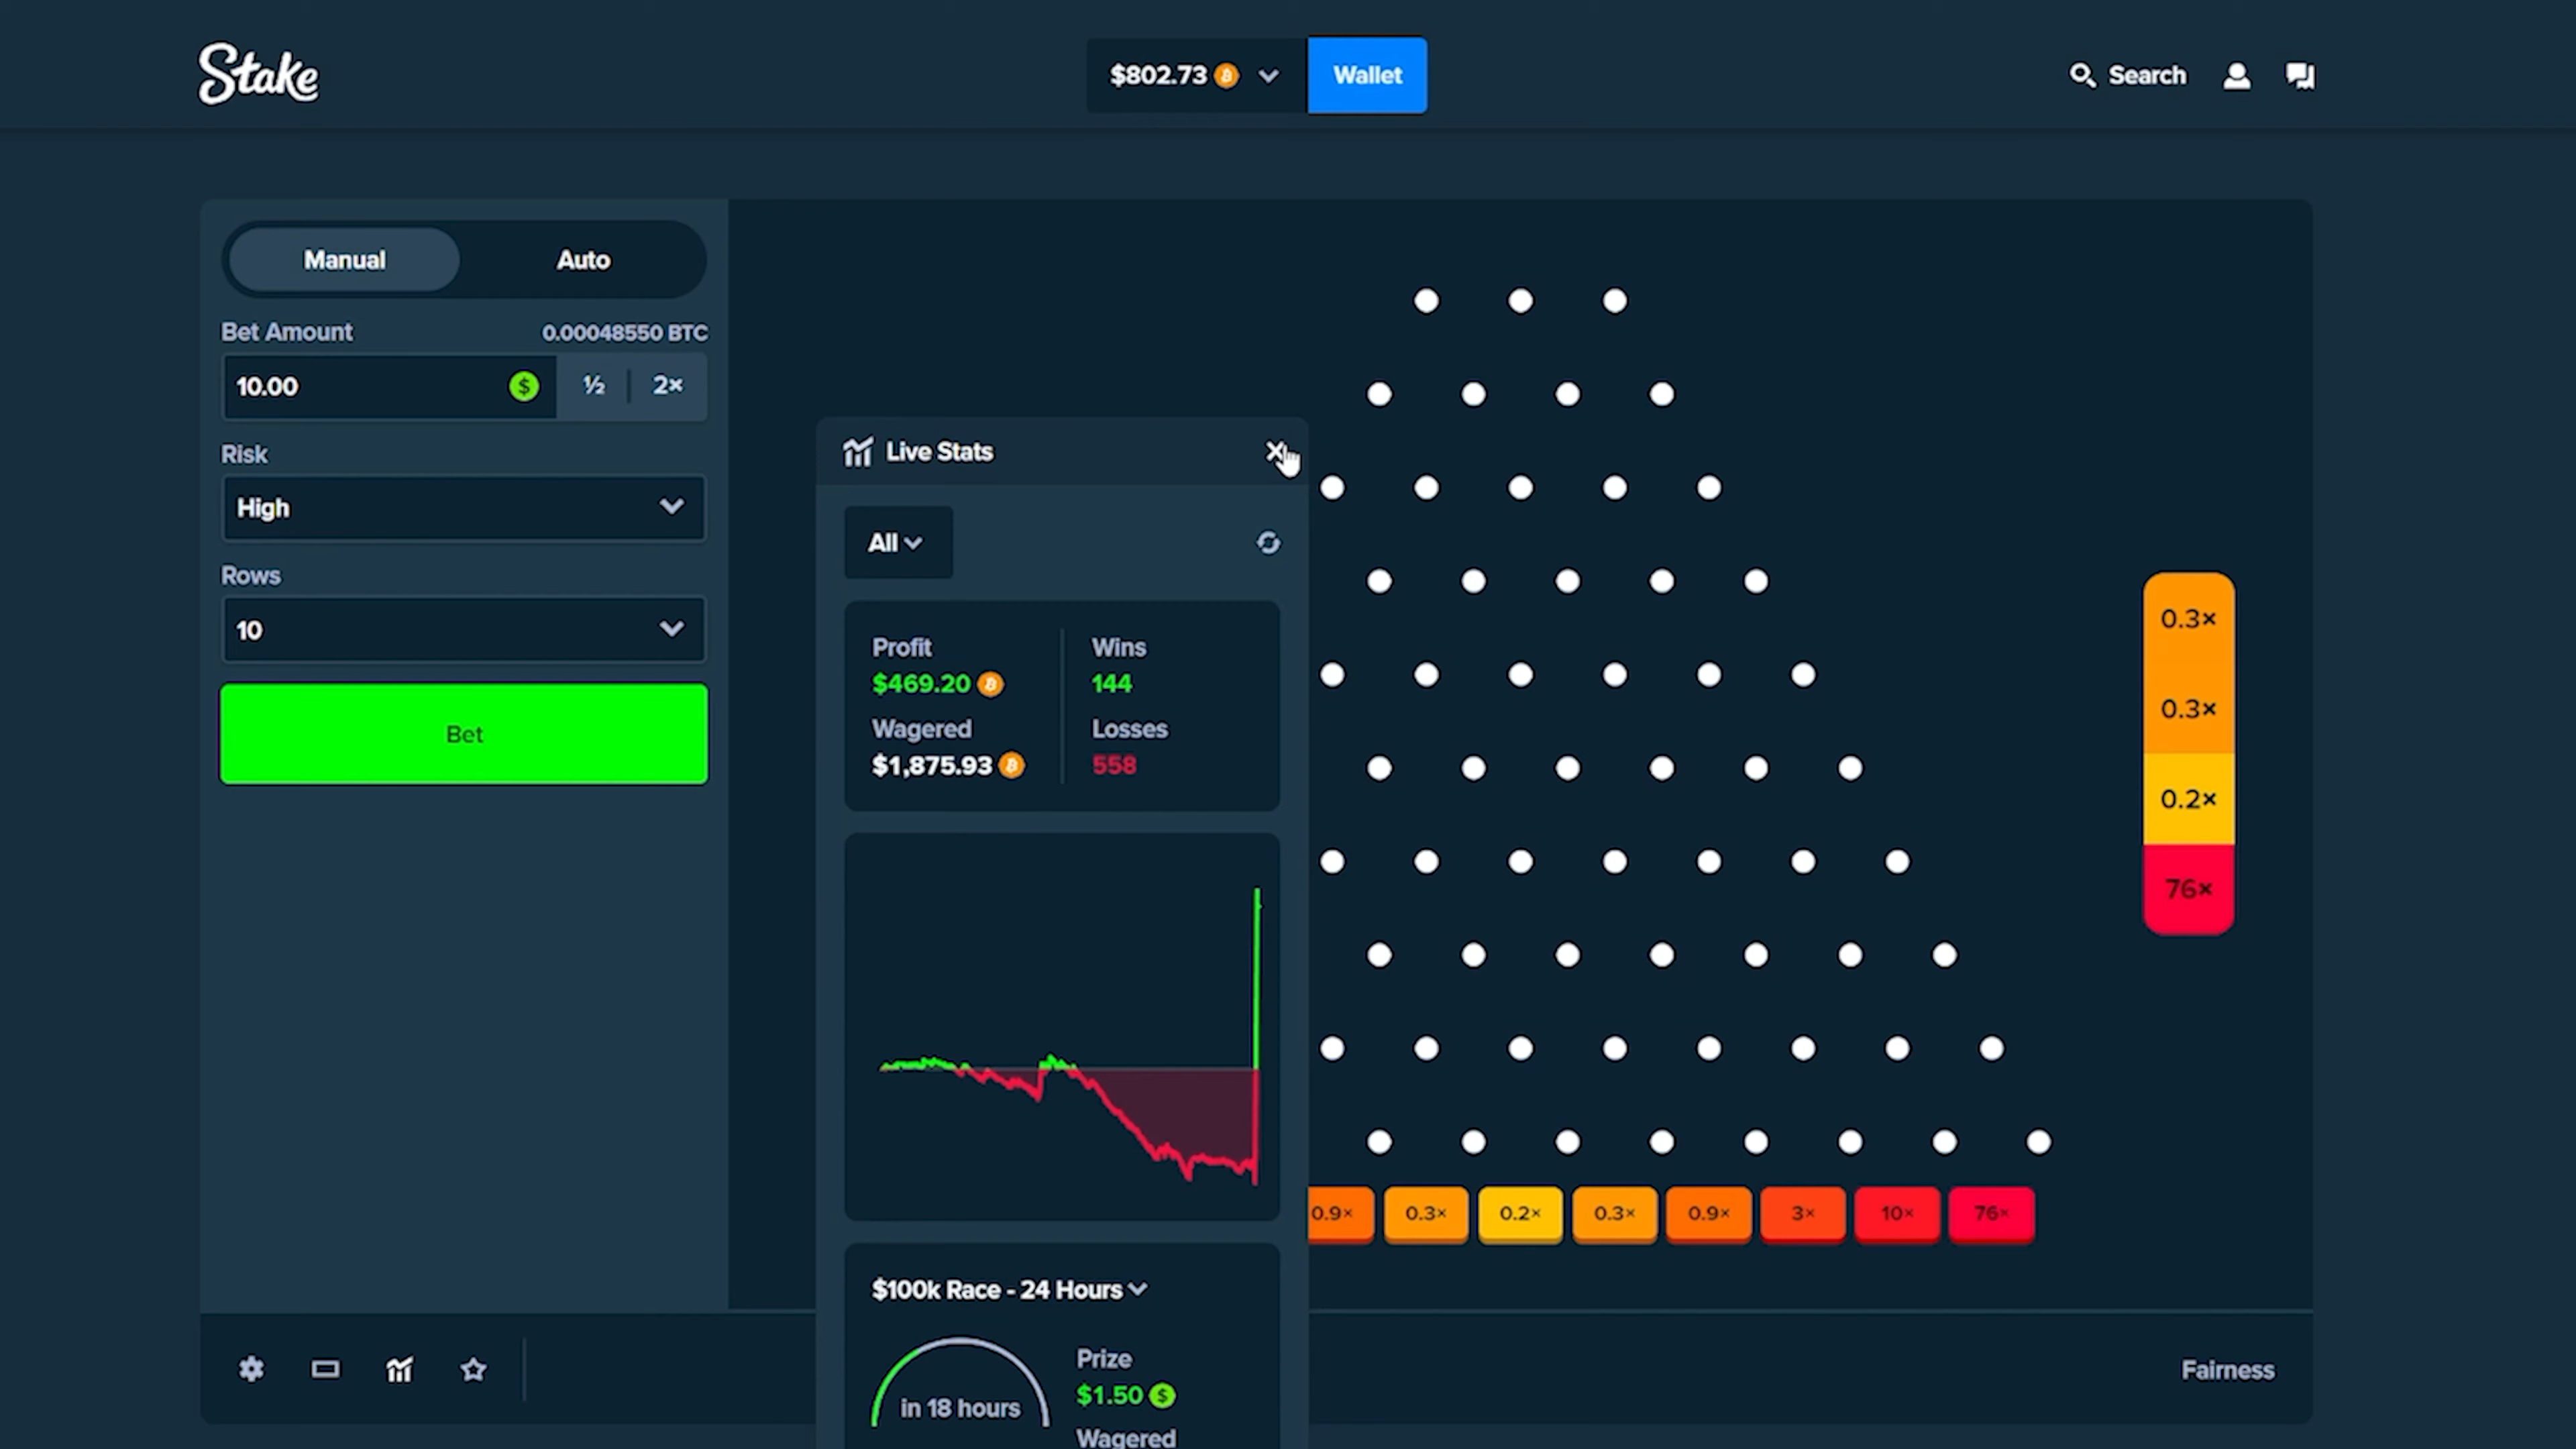 Stake
$802.73
Wallet
Search
Manual
Auto
Bet Amount
0.00048550 BTC
10.00
$
½
2×
Risk
High
Rows
10
Bet
Live Stats
All
Profit
$469.20
Wins
144
Wagered
$1,875.93
Losses
558
$100k Race - 24 Hours
in 18 hours
Prize
$1.50 $
Wagered
0.3×
0.3×
0.2×
76×
0.9×
0.3×
0.2×
0.3×
0.9×
3×
10×
76×
Fairness